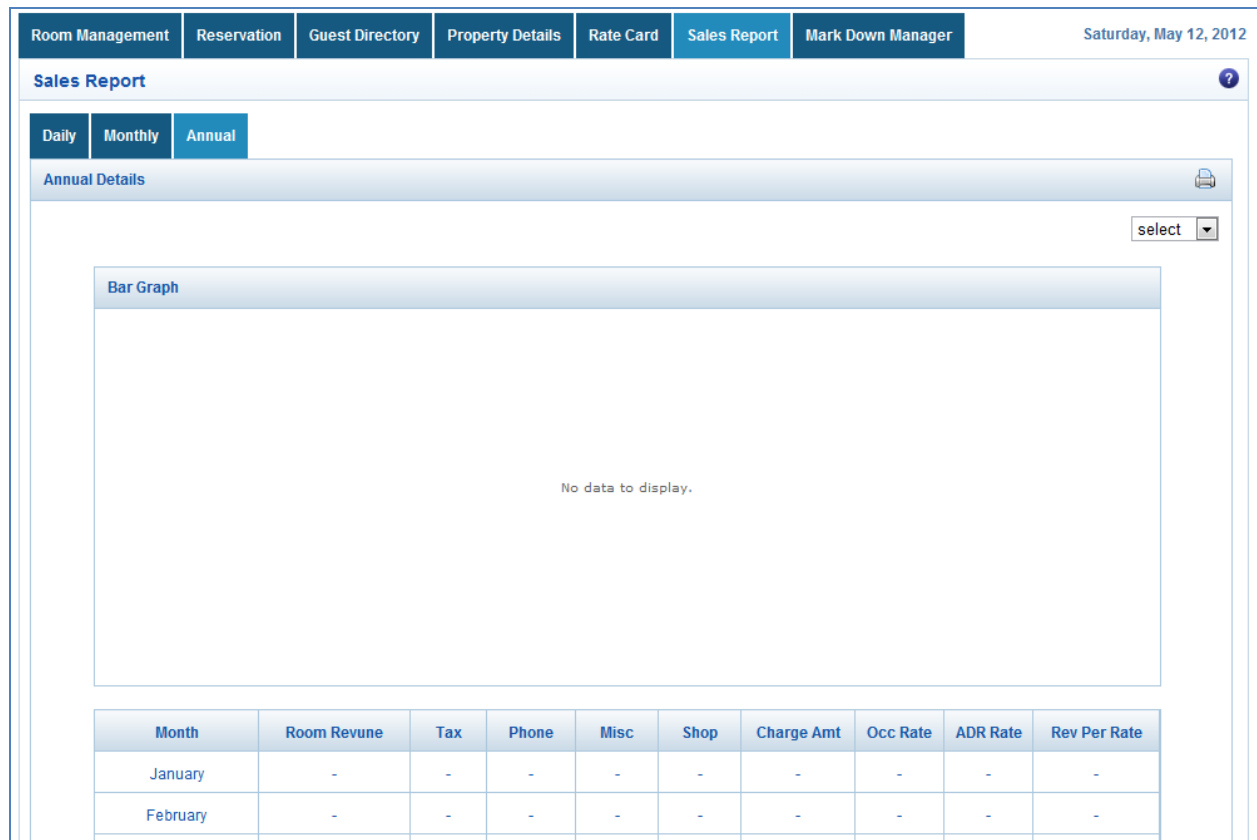 Room Management Reservation Guest Directory Property Details Rate Card Sales Report Mark Down Manager Saturday, May 12, 2012
Sales Report ?
Daily Monthly Annual
Annual Details
select
Bar Graph
No data to display.
Month Room Revune Tax Phone Misc Shop Charge Amt Occ Rate ADR Rate Rev Per Rate
January - - - - - - - - -
February - - - - - - - - -